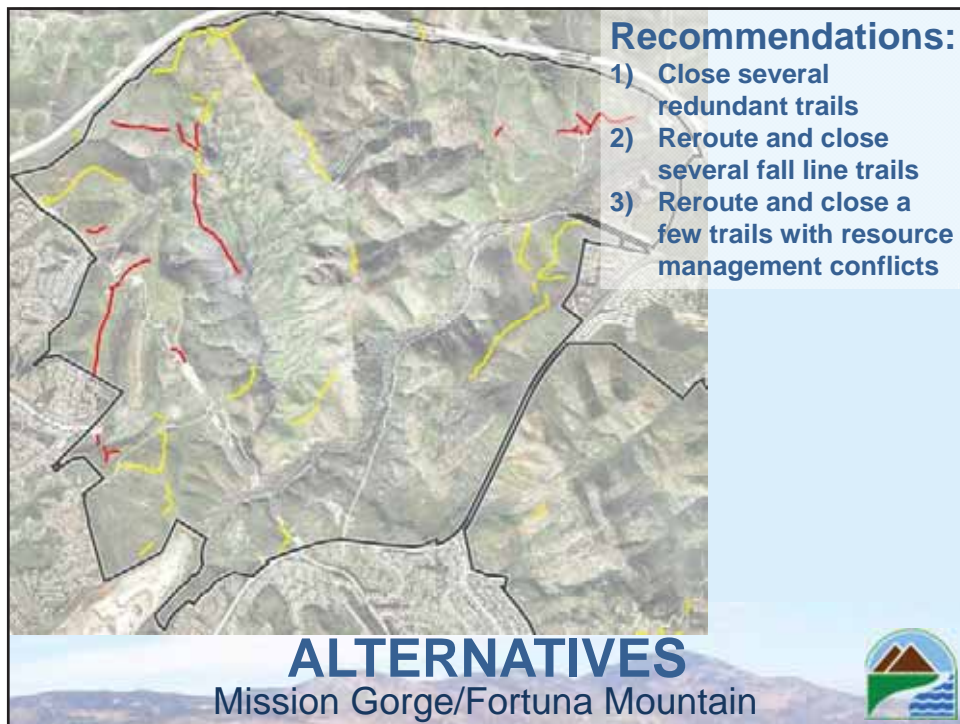 Recommendations:
1) Close several
redundant trails
2) Reroute and close
several fall line trails
3) Reroute and close a
few trails with resource
management conflicts
ALTERNATIVES
Mission Gorge/Fortuna Mountain